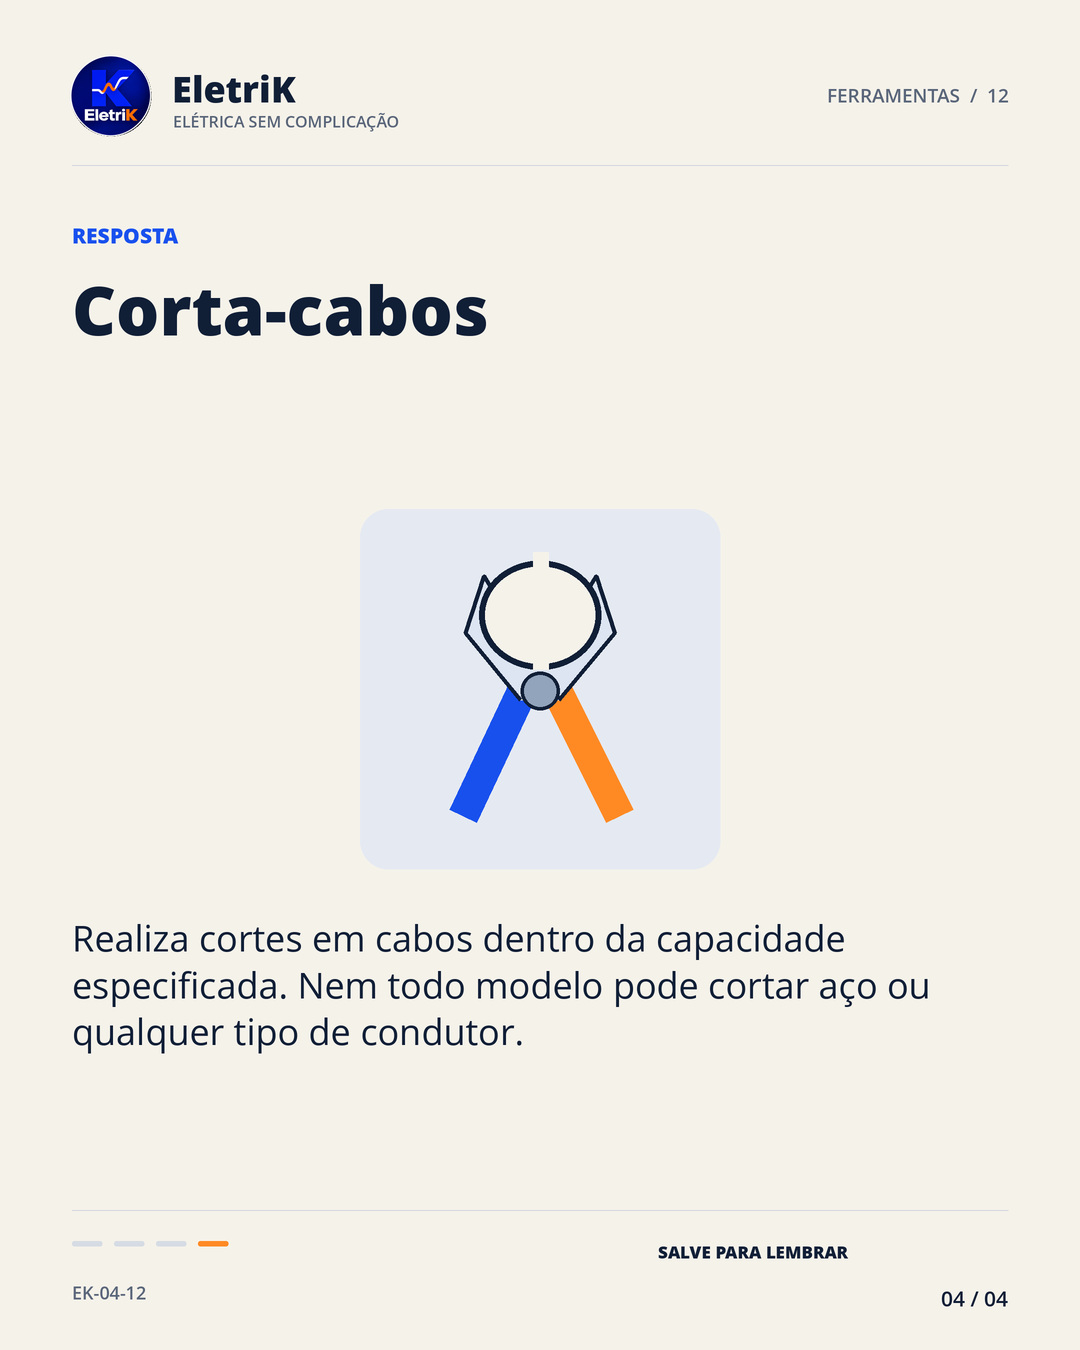 EletriK
EletriK
ELÉTRICA SEM COMPLICAÇÃO
FERRAMENTAS / 12
RESPOSTA
Corta-cabos
Realiza cortes em cabos dentro da capacidade
especificada. Nem todo modelo pode cortar aço ou
qualquer tipo de condutor.
SALVE PARA LEMBRAR
EK-04-12
04 / 04